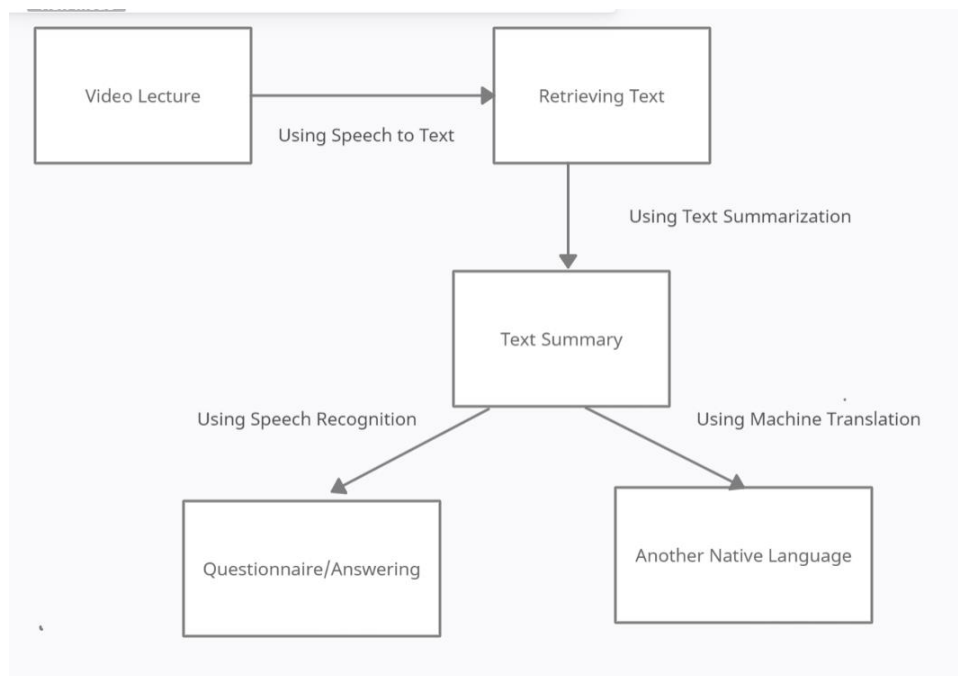 Video Lecture
Retrieving Text
Using Speech to Text
Using Text Summarization
Text Summary
Using Speech Recognition
Using Machine Translation
Another Native Language
Questionnaire/Answering